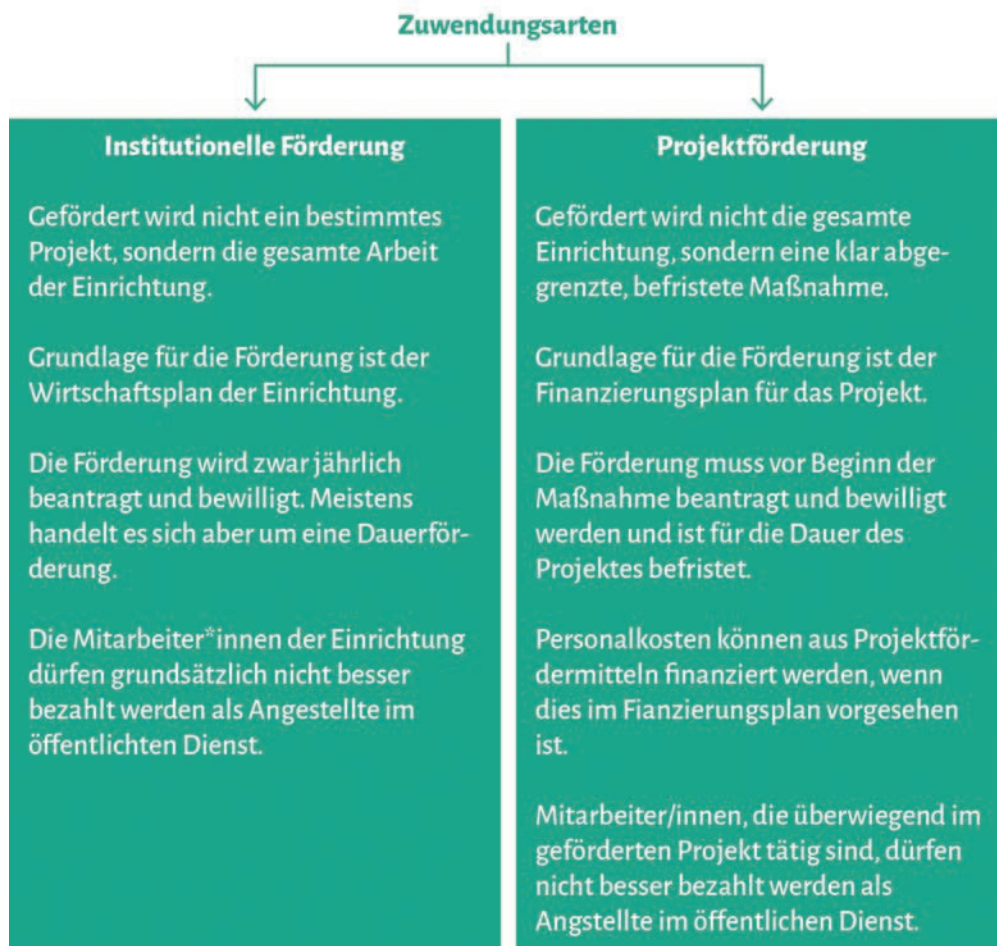 Zuwendungsarten
Institutionelle Förderung
Gefördert wird nicht ein bestimmtes
Projekt, sondern die gesamte Arbeit
der Einrichtung.
Grundlage für die Förderung ist der
Wirtschaftsplan der Einrichtung.
Die Förderung wird zwar jährlich
beantragt und bewilligt. Meistens
handelt es sich aber um eine Dauerför-
derung.
Die Mitarbeiter*innen der Einrichtung
dürfen grundsätzlich nicht besser
bezahlt werden als Angestellte im
öffentlichten Dienst.
Projektförderung
Gefördert wird nicht die gesamte
Einrichtung, sondern eine klar abge-
grenzte, befristete Maßnahme.
Grundlage für die Förderung ist der
Finanzierungsplan für das Projekt.
Die Förderung muss vor Beginn der
Maßnahme beantragt und bewilligt
werden und ist für die Dauer des
Projektes befristet.
Personalkosten können aus Projektför-
dermitteln finanziert werden, wenn
dies im Fianzierungsplan vorgesehen
ist.
Mitarbeiter/innen, die überwiegend im
geförderten Projekt tätig sind, dürfen
nicht besser bezahlt werden als
Angstellte im öffentlichen Dienst.